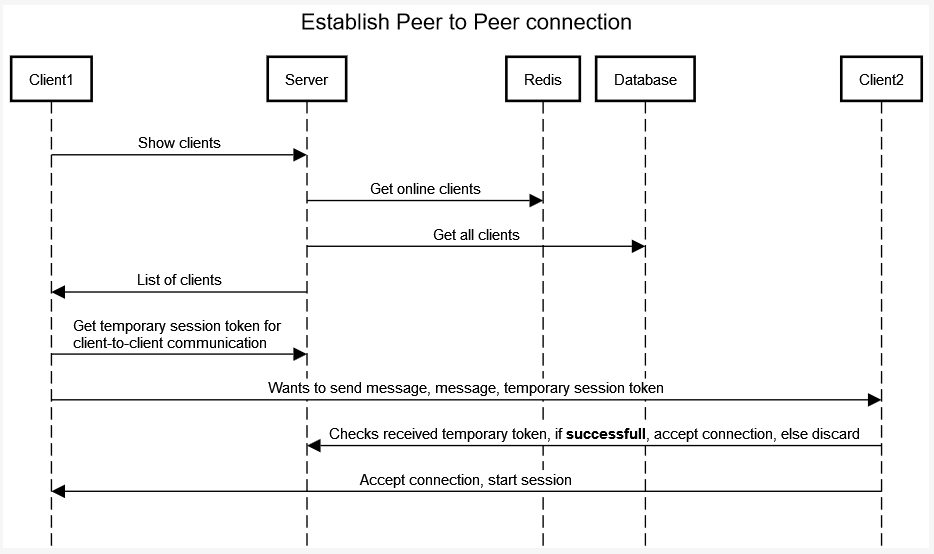 Establish Peer to Peer connection
Client1
Server
Redis
Database
Client2
Show clients
Get online clients
Get all clients
List of clients
Get temporary session token for
client-to-client communication
Wants to send message, message, temporary session token
Checks received temporary token, if successfull, accept connection, else discard
Accept connection, start session